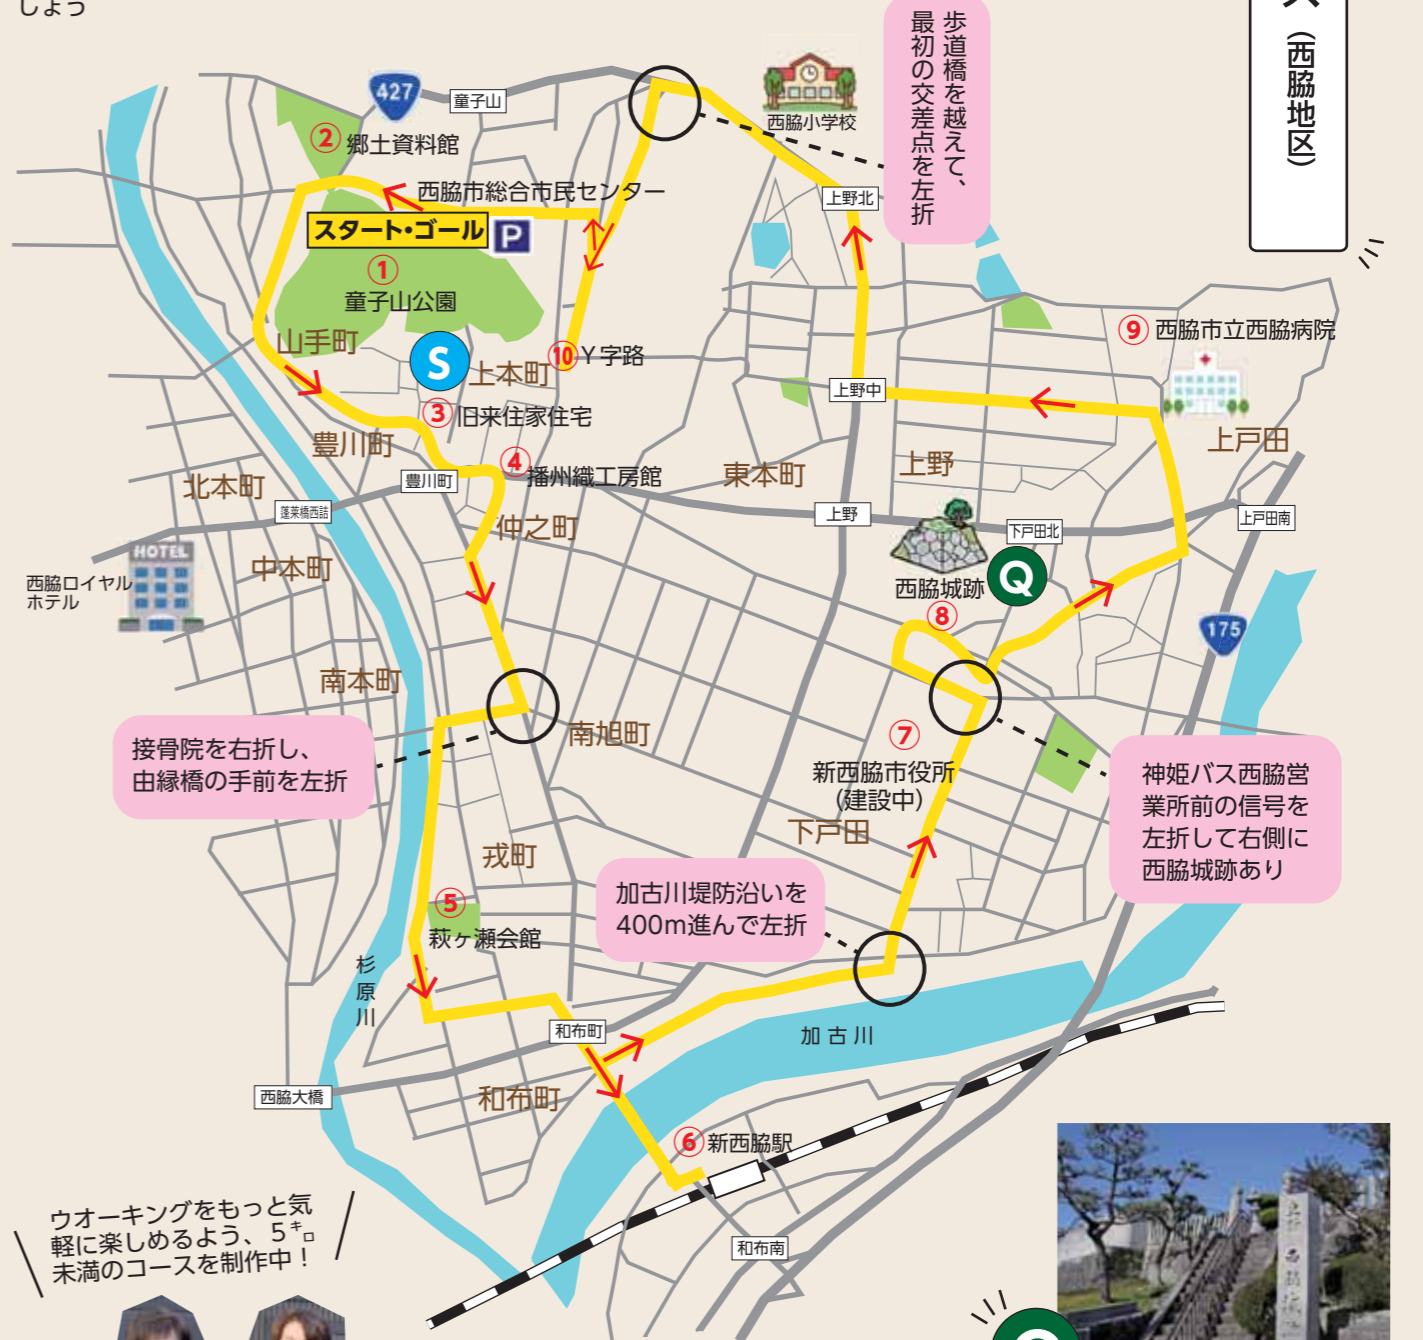 しょう
(西脇地区)
歩道橋を越えて、
最初の交差点を左折
427
童子山
西脇小学校
② 郷土資料館
西脇市総合市民センター
スタート・ゴール
P
上野北
①
童子山公園
山手町
S
上本町
⑩ Y字路
⑨ 西脇市立西脇病院
③ 旧来住家住宅
上野中
豊川町
④ 播州織工房館
上戸田
北本町
豊川町
東本町
上野
蓬莱橋西詰
仲之町
上野
下戸田北
上戸田南
HOTEL
西脇ロイヤル
ホテル
中本町
西脇城跡
Q
⑧
175
南本町
南旭町
接骨院を右折し、
由縁橋の手前を左折
⑦
新西脇市役所
(建設中)
神姫バス西脇営
業所前の信号を
左折して右側に
西脇城跡あり
下戸田
戎町
加古川堤防沿いを
400m進んで左折
⑤
萩ヶ瀬会館
杉原川
和布町
加古川
西脇大橋
和布町
⑥ 新西脇駅
和布南
ウオーキングをもっと気
軽に楽しめるよう、5㌔
未満のコースを制作中!